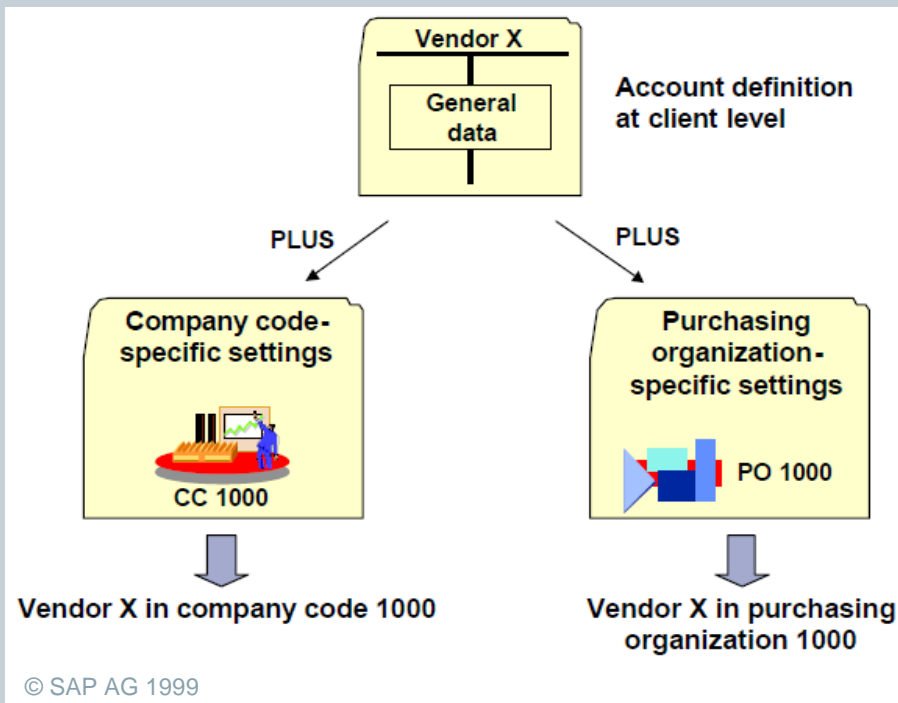 Vendor X
General
data
Account definition
at client level
PLUS
PLUS
Company code-
specific settings
CC 1000
Purchasing
organization-
specific settings
PO 1000
Vendor X in company code 1000
Vendor X in purchasing
organization 1000
© SAP AG 1999